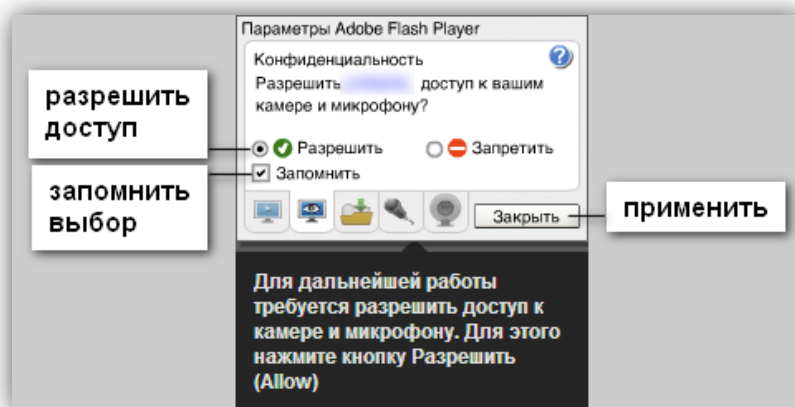 Параметры Adobe Flash Player
Конфиденциальность
Разрешить доступ к вашим
камере и микрофону?
разрешить
доступ
Разрешить
Запретить
запомнить
выбор
Запомнить
Закрыть
применить
Для дальнейшей работы
требуется разрешить доступ к
камере и микрофону. Для этого
нажмите кнопку Разрешить
(Allow)